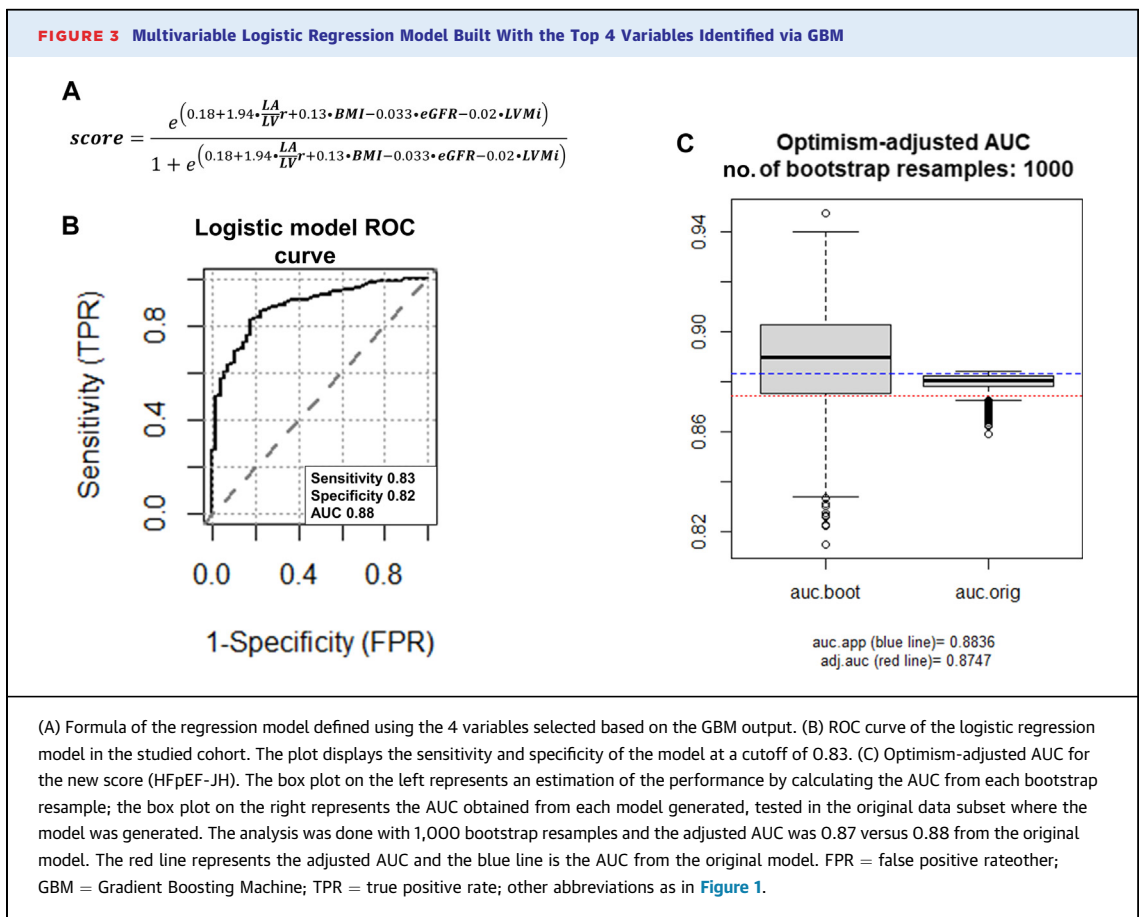 FIGURE 3 Multivariable Logistic Regression Model Built With the Top 4 Variables Identified via GBM
A
score = e^(0.18+1.94•LA/LV r+0.13•BMI−0.033•eGFR−0.02•LVMi) / 1 + e^(0.18+1.94•LA/LV r+0.13•BMI−0.033•eGFR−0.02•LVMi)
B
Logistic model ROC
curve
Sensitivity (TPR)
0.8
0.4
0.0
Sensitivity 0.83
Specificity 0.82
AUC 0.88
0.0 0.4 0.8
1-Specificity (FPR)
C
Optimism-adjusted AUC
no. of bootstrap resamples: 1000
0.94
0.90
0.86
0.82
auc.boot auc.orig
auc.app (blue line)= 0.8836
adj.auc (red line)= 0.8747
(A) Formula of the regression model defined using the 4 variables selected based on the GBM output. (B) ROC curve of the logistic regression
model in the studied cohort. The plot displays the sensitivity and specificity of the model at a cutoff of 0.83. (C) Optimism-adjusted AUC for
the new score (HFpEF-JH). The box plot on the left represents an estimation of the performance by calculating the AUC from each bootstrap
resample; the box plot on the right represents the AUC obtained from each model generated, tested in the original data subset where the
model was generated. The analysis was done with 1,000 bootstrap resamples and the adjusted AUC was 0.87 versus 0.88 from the original
model. The red line represents the adjusted AUC and the blue line is the AUC from the original model. FPR = false positive rateother;
GBM = Gradient Boosting Machine; TPR = true positive rate; other abbreviations as in Figure 1.